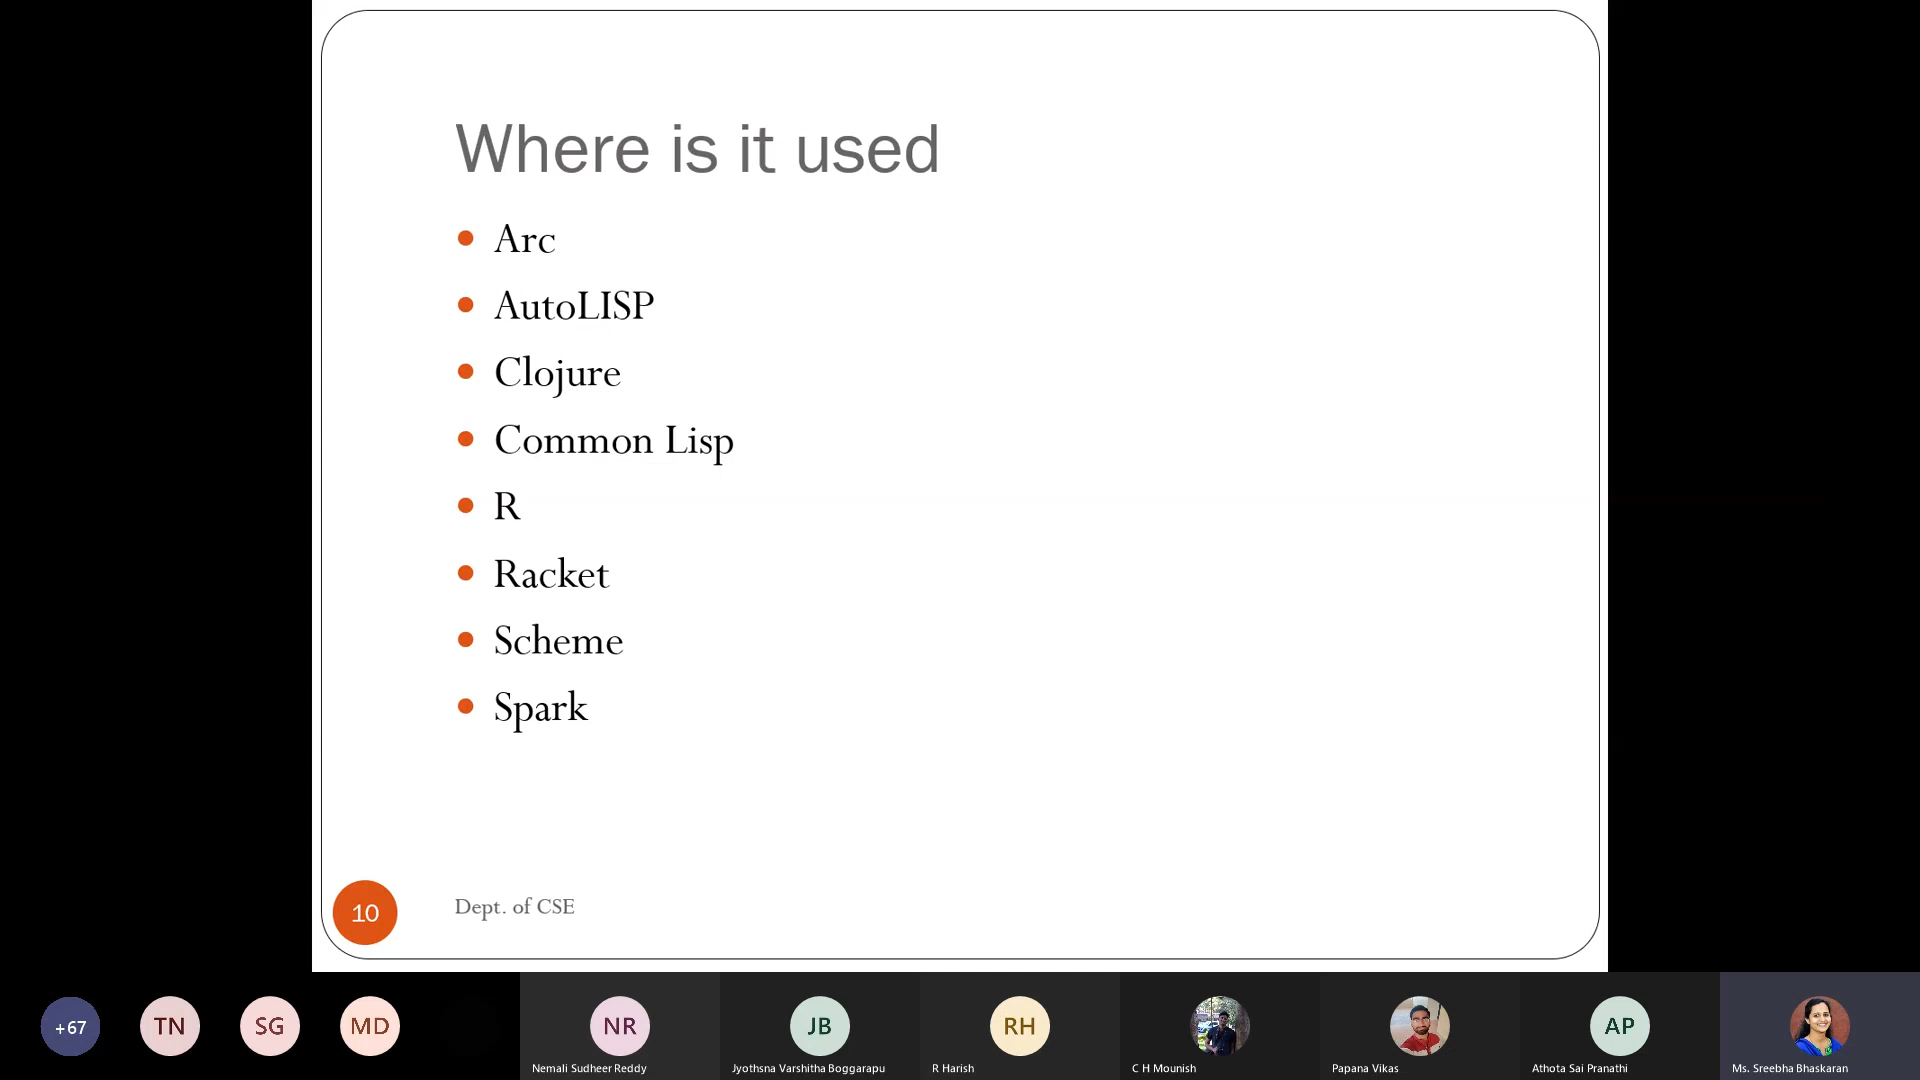 Where is it used
Arc
AutoLISP
Clojure
Common Lisp
R
Racket
Scheme
Spark
10
Dept. of CSE
+67
TN
SG
MD
NR
JB
RH
AP
Nemali Sudheer Reddy
Jyothsna Varshitha Boggarapu
R Harish
C H Mounish
Papana Vikas
Athota Sai Pranathi
Ms. Sreebha Bhaskaran